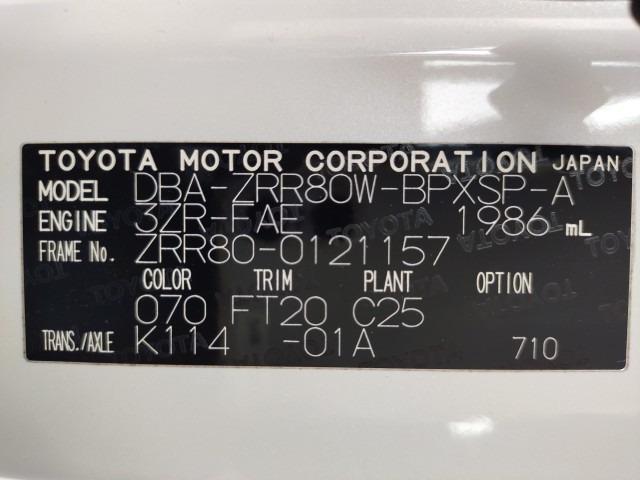 TOYOTA MOTOR CORPORATION JAPAN
MODEL DBA-ZRR80W-BPXSP-A
ENGINE 3ZR-FAE 1986 mL
FRAME No. ZRR80-0121157
COLOR TRIM PLANT OPTION
070 FT20 C25
TRANS./AXLE K114 -01A 710